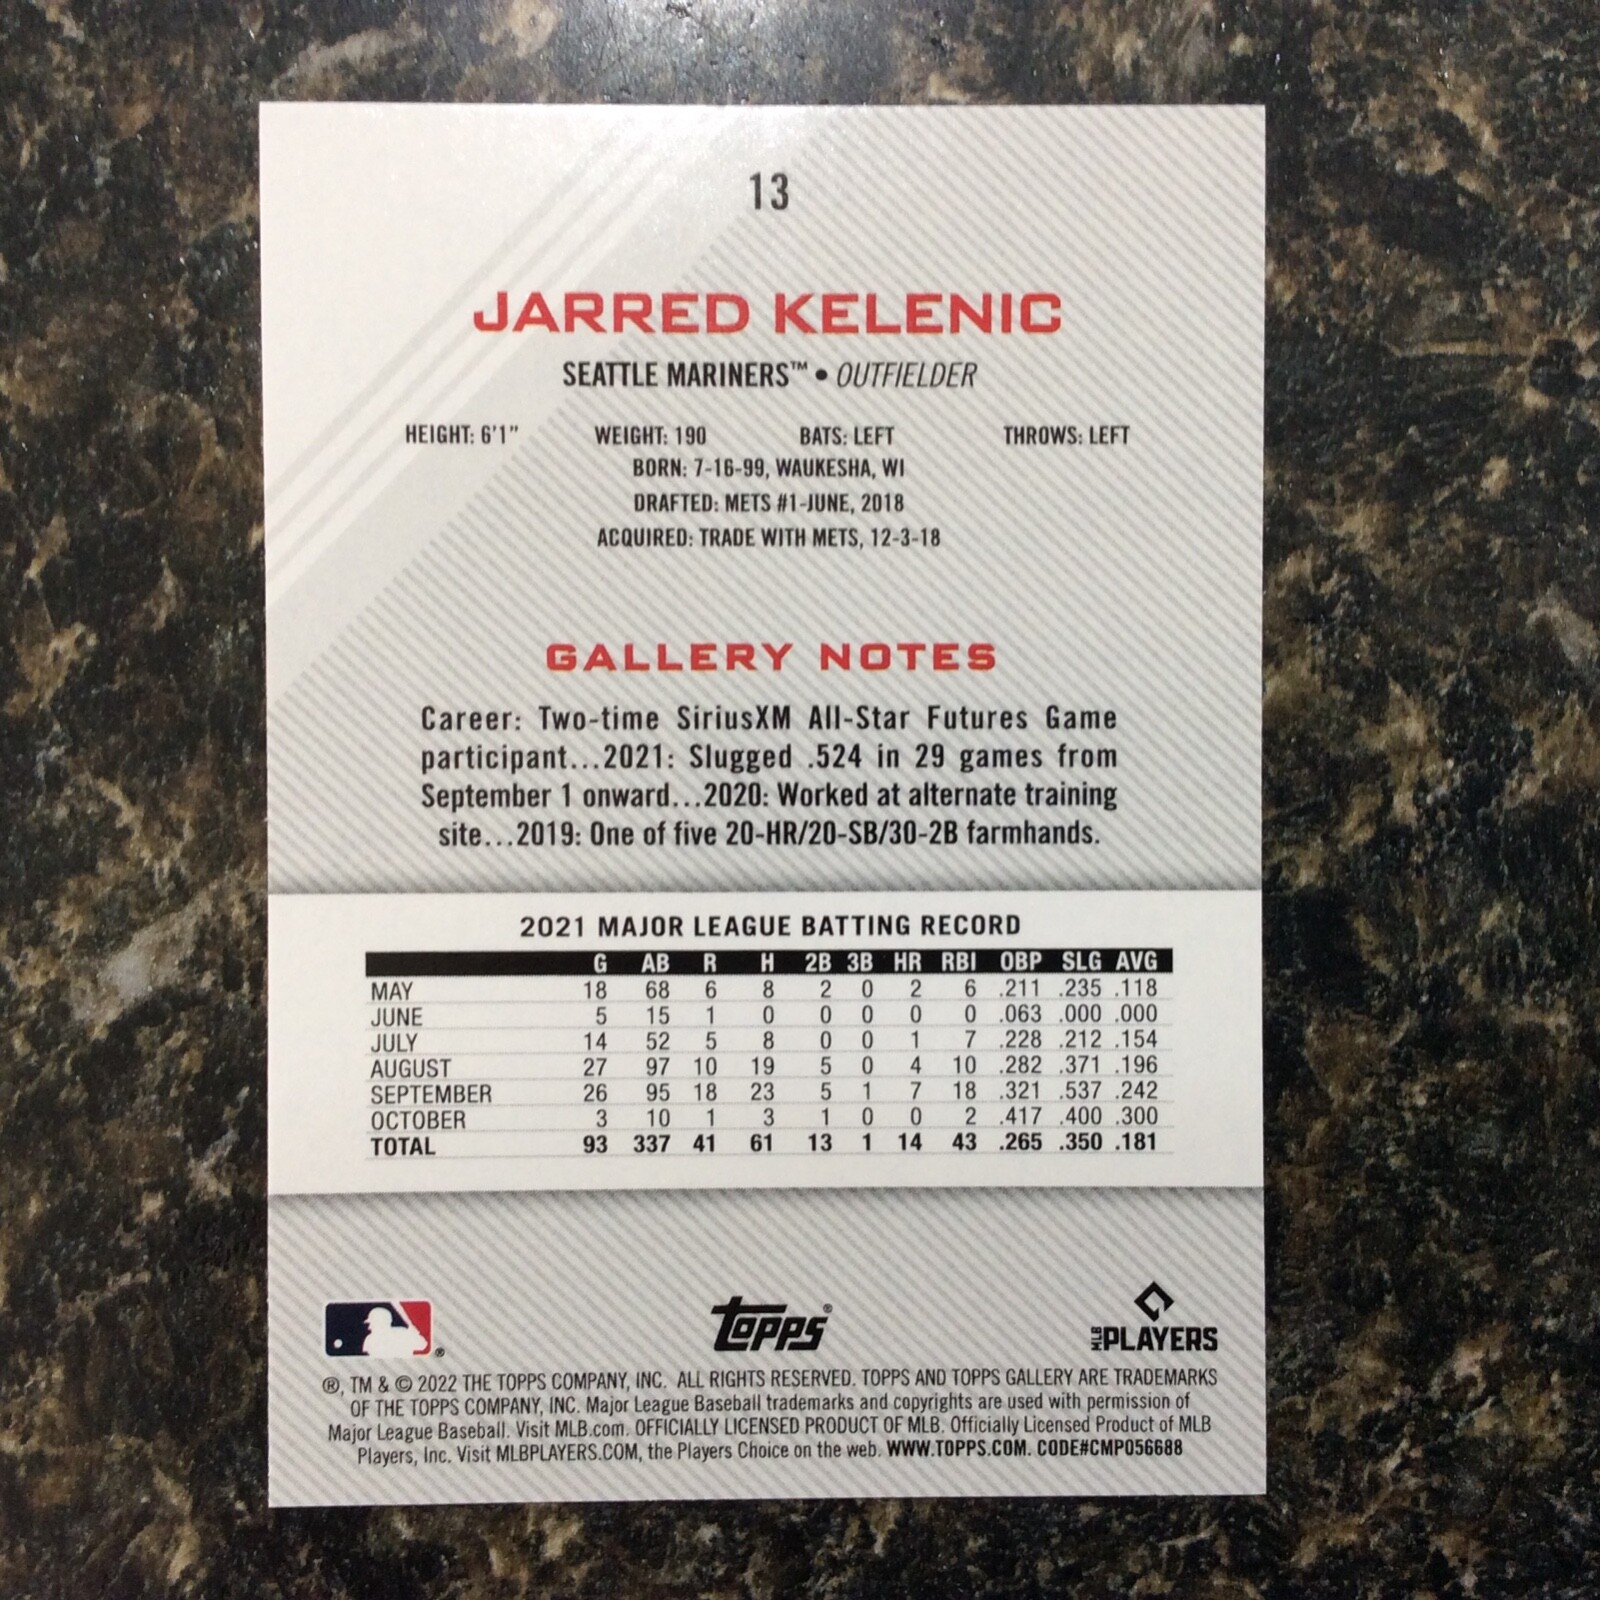 13
JARRED KELENIC
SEATTLE MARINERS™ • OUTFIELDER
HEIGHT: 6'1" WEIGHT: 190 BATS: LEFT THROWS: LEFT
BORN: 7-16-99, WAUKESHA, WI
DRAFTED: METS #1-JUNE, 2018
ACQUIRED: TRADE WITH METS, 12-3-18
GALLERY NOTES
Career: Two-time SiriusXM All-Star Futures Game
participant...2021: Slugged .524 in 29 games from
September 1 onward...2020: Worked at alternate training
site...2019: One of five 20-HR/20-SB/30-2B farmhands.
2021 MAJOR LEAGUE BATTING RECORD
G AB R H 2B 3B HR RBI OBP SLG AVG
MAY 18 68 6 8 2 0 2 6 .211 .235 .118
JUNE 5 15 1 0 0 0 0 0 .063 .000 .000
JULY 14 52 5 8 0 0 1 7 .228 .212 .154
AUGUST 27 97 10 19 5 0 4 10 .282 .371 .196
SEPTEMBER 26 95 18 23 5 1 7 18 .321 .537 .242
OCTOBER 3 10 1 3 1 0 0 2 .417 .400 .300
TOTAL 93 337 41 61 13 1 14 43 .265 .350 .181
® topps® MLB PLAYERS
®, TM & © 2022 THE TOPPS COMPANY, INC. ALL RIGHTS RESERVED. TOPPS AND TOPPS GALLERY ARE TRADEMARKS
OF THE TOPPS COMPANY, INC. Major League Baseball trademarks and copyrights are used with permission of
Major League Baseball. Visit MLB.com. OFFICIALLY LICENSED PRODUCT OF MLB. Officially Licensed Product of MLB
Players, Inc. Visit MLBPLAYERS.COM, the Players Choice on the web. WWW.TOPPS.COM. CODE#CMP056688